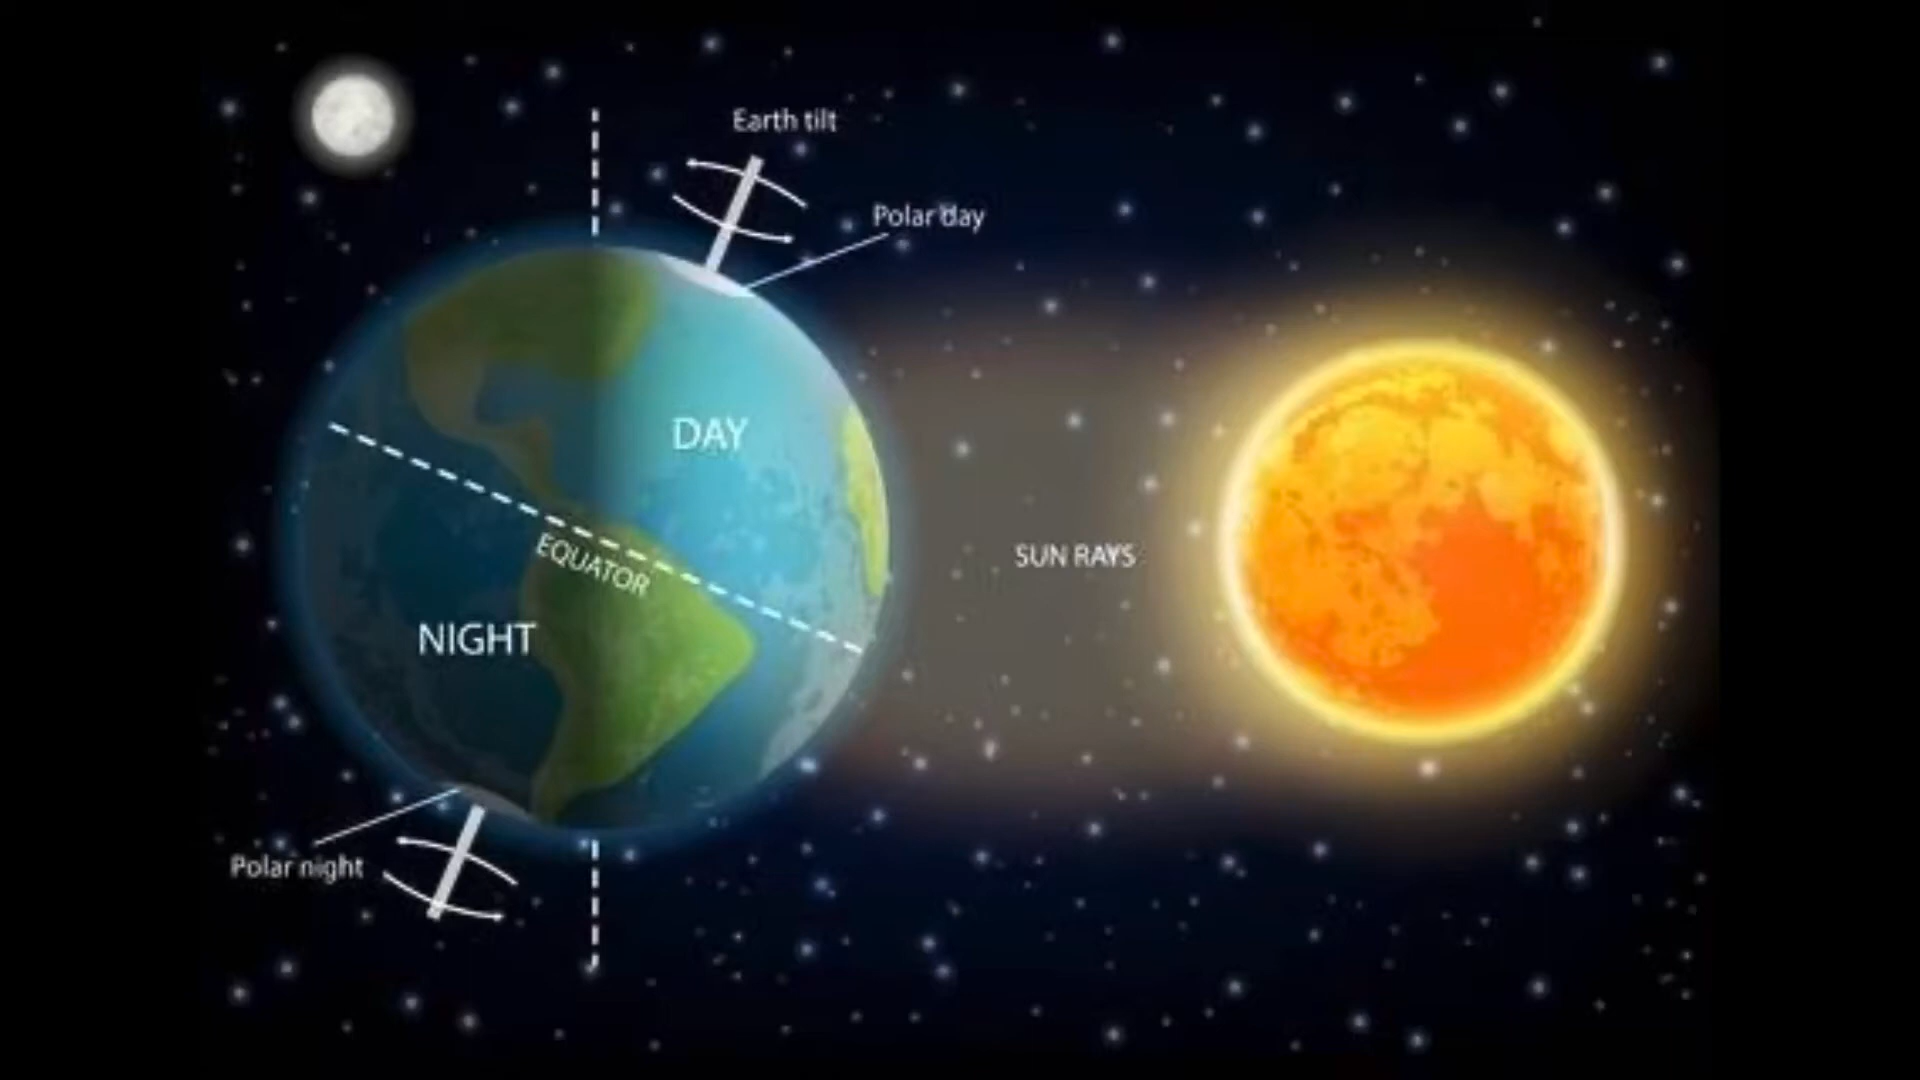 Earth tilt
Polar day
DAY
EQUATOR
SUN RAYS
NIGHT
Polar night